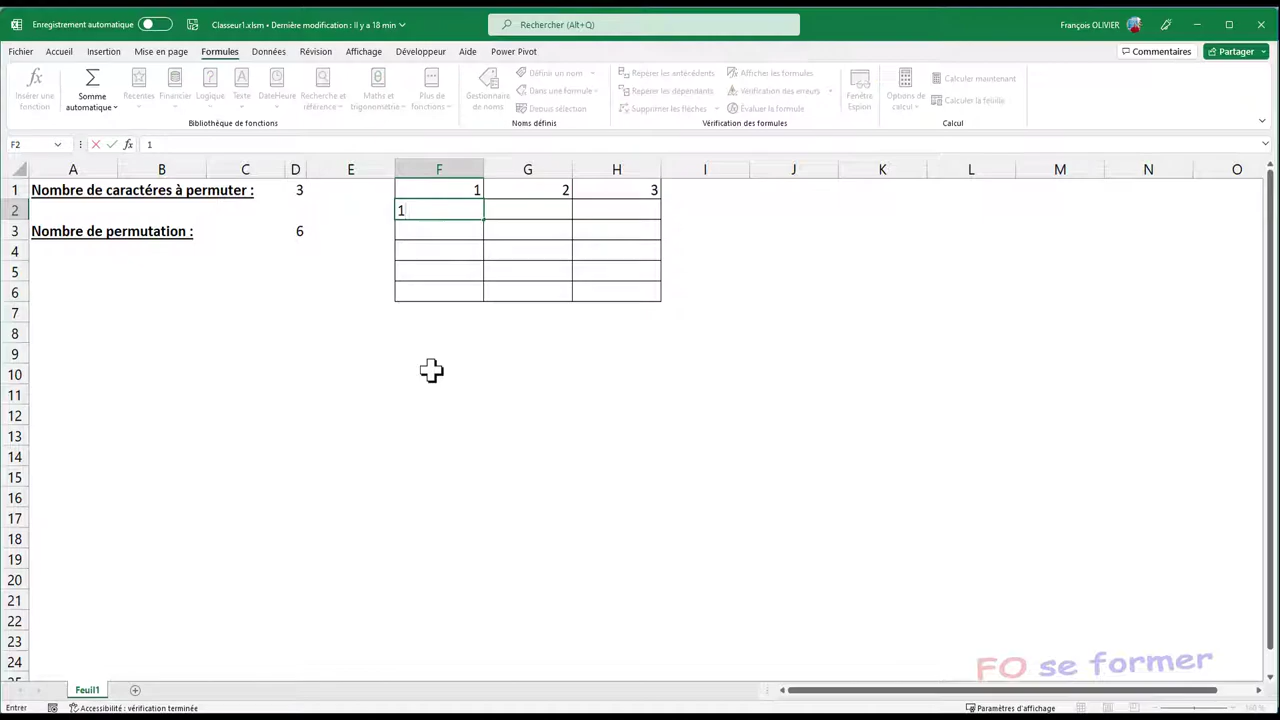 Enregistrement automatique
Classeur1.xlsm • Dernière modification : Il y a 18 min
Rechercher (Alt+Q)
François OLIVIER
Fichier Accueil Insertion Mise en page Formules Données Révision Affichage Développeur Aide Power Pivot
Commentaires Partager
Insérer une fonction
Somme automatique
Récentes
Financier
Logique
Texte
DateHeure
Recherche et référence
Maths et trigonométrie
Plus de fonctions
Bibliothèque de fonctions
Gestionnaire de noms
Définir un nom
Dans une formule
Depuis sélection
Noms définis
Repérer les antécédents
Repérer les dépendants
Supprimer les flèches
Afficher les formules
Vérification des erreurs
Évaluer la formule
Vérification des formules
Fenêtre Espion
Options de calcul
Calculer maintenant
Calculer la feuille
Calcul
F2 fx 1
A B C D E F G H I J K L M N O
1 Nombre de caractéres à permuter : 3 1 2 3
2 1
3 Nombre de permutation : 6
4
5
6
7
8
9
10
11
12
13
14
15
16
17
18
19
20
21
22
23
24
FO se former
Feuil1
Entrer Accessibilité : vérification terminée Paramètres d'affichage